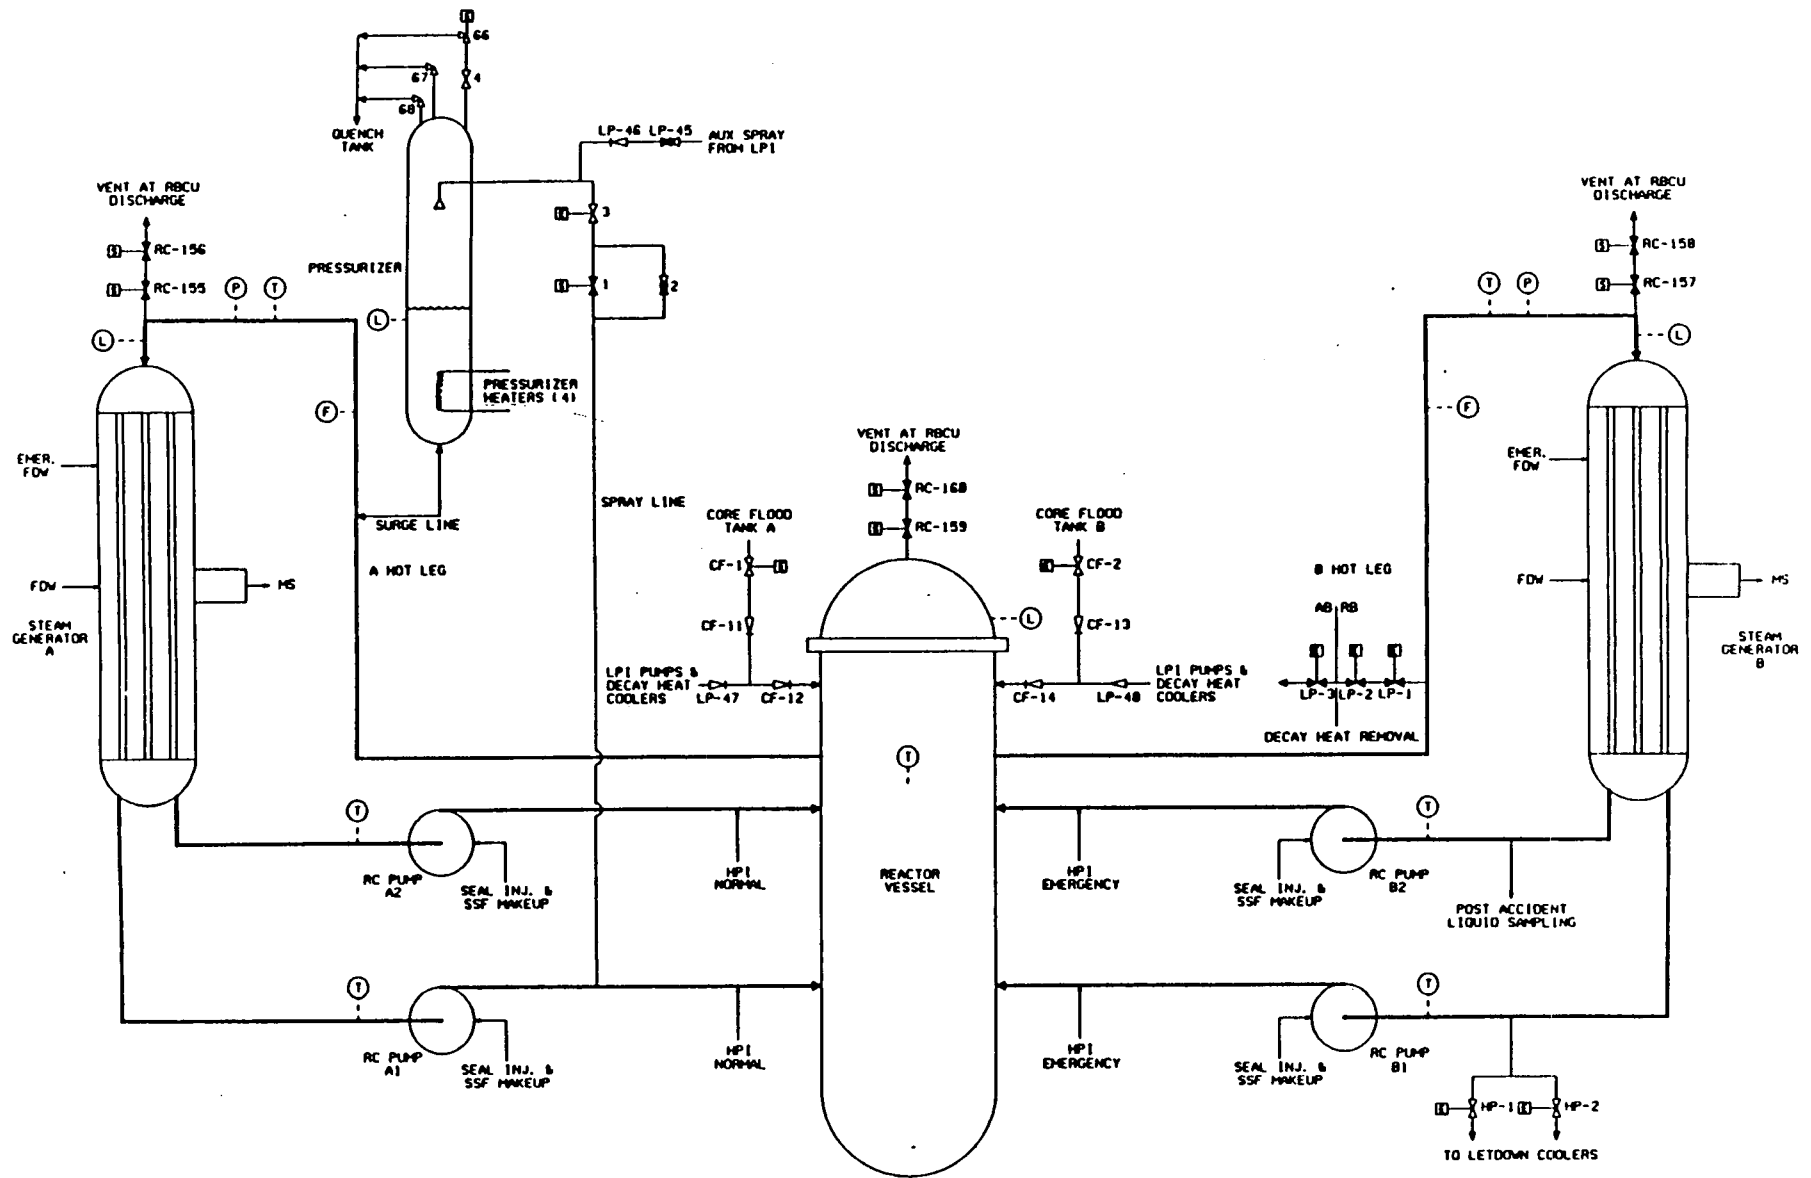 66
67
4
68
QUENCH
TANK
LP-46
LP-45
AUX SPRAY
FROM LPI
VENT AT RBCU
DISCHARGE
RC-156
RC-155
P
T
L
PRESSURIZER
L
3
1
2
PRESSURIZER
HEATERS (4)
F
EMER.
FDW
SURGE LINE
SPRAY LINE
A HOT LEG
FDW
MS
STEAM
GENERATOR
A
VENT AT RBCU
DISCHARGE
RC-160
RC-159
CORE FLOOD
TANK A
CF-1
CF-11
CORE FLOOD
TANK B
CF-2
CF-13
L
LPI PUMPS &
DECAY HEAT
COOLERS
LP-47
CF-12
CF-14
LP-48
LPI PUMPS &
DECAY HEAT
COOLERS
VENT AT RBCU
DISCHARGE
S
RC-158
S
RC-157
T
P
L
F
EMER.
FDW
B HOT LEG
AB
RB
FDW
MS
STEAM
GENERATOR
B
LP-3
LP-2
LP-1
DECAY HEAT REMOVAL
T
T
RC PUMP
A2
SEAL INJ. &
SSF MAKEUP
HPI
NORMAL
REACTOR
VESSEL
HPI
EMERGENCY
SEAL INJ. &
SSF MAKEUP
T
RC PUMP
B2
POST ACCIDENT
LIQUID SAMPLING
T
RC PUMP
A1
SEAL INJ. &
SSF MAKEUP
HPI
NORMAL
HPI
EMERGENCY
SEAL INJ. &
SSF MAKEUP
T
RC PUMP
B1
HP-1
HP-2
TO LETDOWN COOLERS